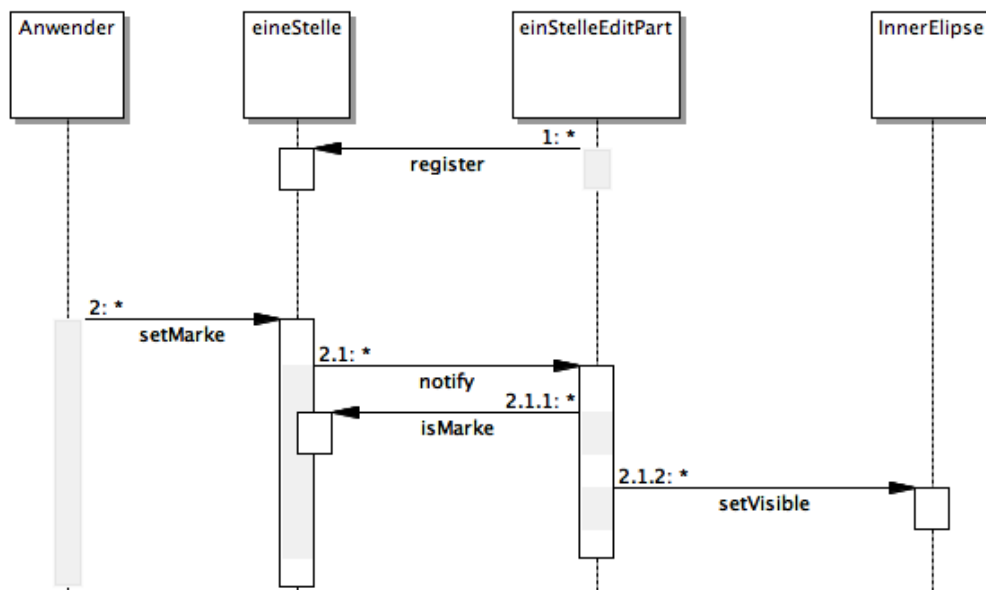 Anwender
eineStelle
einStelleEditPart
InnerElipse
1: *
register
2: *
setMarke
2.1: *
notify
2.1.1: *
isMarke
2.1.2: *
setVisible